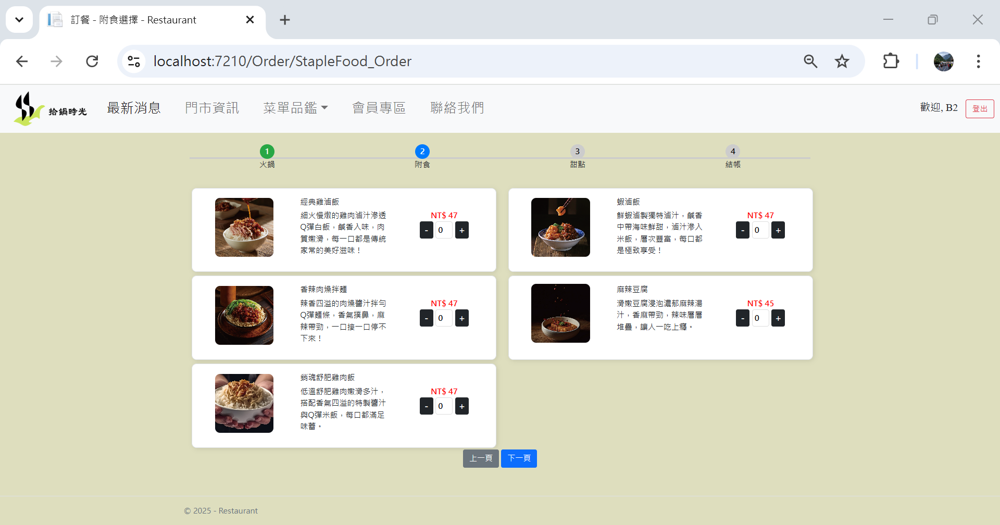 訂餐 - 附食選擇 - Restaurant
localhost:7210/Order/StapleFood_Order
拾鍋時光
最新消息
門市資訊
菜單品鑑
會員專區
聯絡我們
歡迎, B2
登出
1
火鍋
2
附食
3
甜點
4
結帳
經典雞滷飯
細火慢燉的雞肉滷汁滲透
Q彈白飯，鹹香入味，肉
質嫩滑，每一口都是傳統
家常的美好滋味！
NT$ 47
- 0 +
蝦滷飯
鮮蝦滷製獨特滷汁，鹹香
中帶海味鮮甜，滷汁滲入
米飯，層次豐富，每口都
是極致享受！
NT$ 47
- 0 +
香辣肉燥拌麵
辣香四溢的肉燥醬汁拌勻
Q彈麵條，香氣撲鼻，麻
辣帶勁，一口接一口停不
下來！
NT$ 47
- 0 +
麻辣豆腐
滑嫩豆腐浸泡濃郁麻辣湯
汁，香麻帶勁，辣味層層
堆疊，讓人一吃上癮。
NT$ 45
- 0 +
銷魂舒肥雞肉飯
低溫舒肥雞肉嫩滑多汁，
搭配香氣四溢的特製醬汁
與Q彈米飯，每口都滿足
味蕾。
NT$ 47
- 0 +
上一頁
下一頁
© 2025 - Restaurant